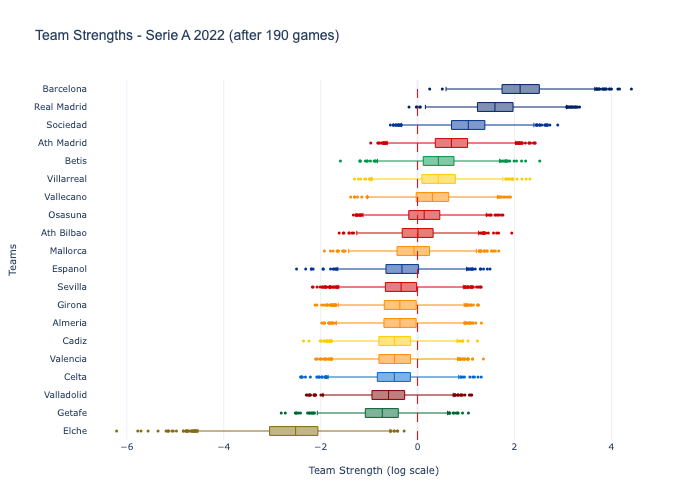 Team Strengths - Serie A 2022 (after 190 games)
Barcelona
Real Madrid
Sociedad
Ath Madrid
Betis
Villarreal
Vallecano
Osasuna
Ath Bilbao
Mallorca
Espanol
Sevilla
Girona
Almeria
Cadiz
Valencia
Celta
Valladolid
Getafe
Elche
Teams
−6 −4 −2 0 2 4
Team Strength (log scale)